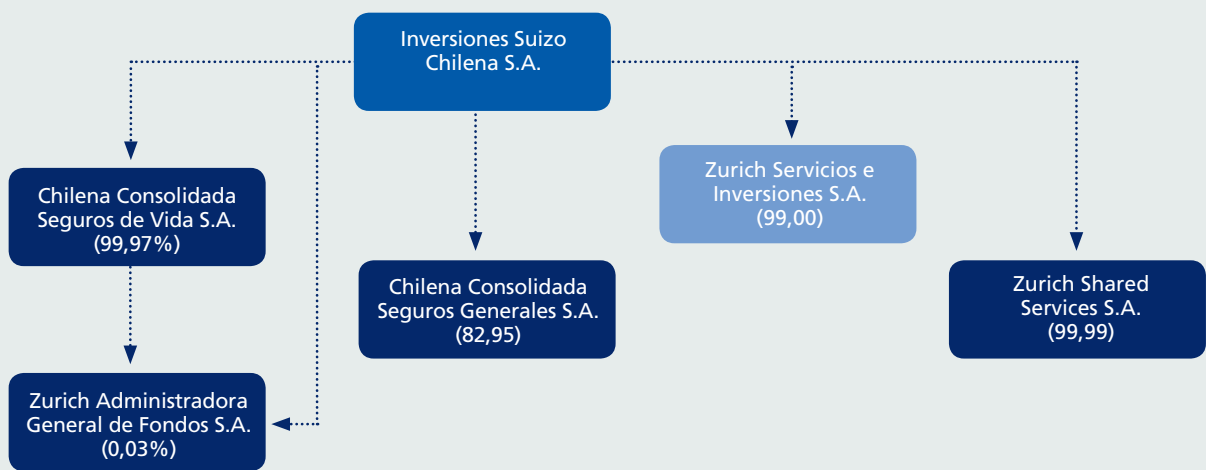 Inversiones Suizo
Chilena S.A.
Chilena Consolidada
Seguros de Vida S.A.
(99,97%)
Zurich Administradora
General de Fondos S.A.
(0,03%)
Chilena Consolidada
Seguros Generales S.A.
(82,95)
Zurich Servicios e
Inversiones S.A.
(99,00)
Zurich Shared
Services S.A.
(99,99)